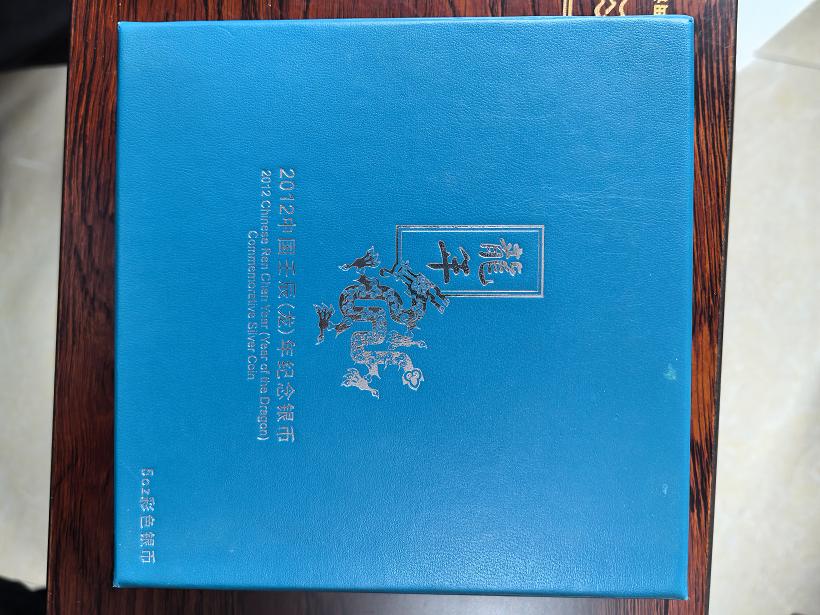 龍年
2012中国壬辰(龙)年纪念银币
2012 Chinese Ren Chen Year (Year of the Dragon)
Commemorative Silver Coin
5oz彩色银币